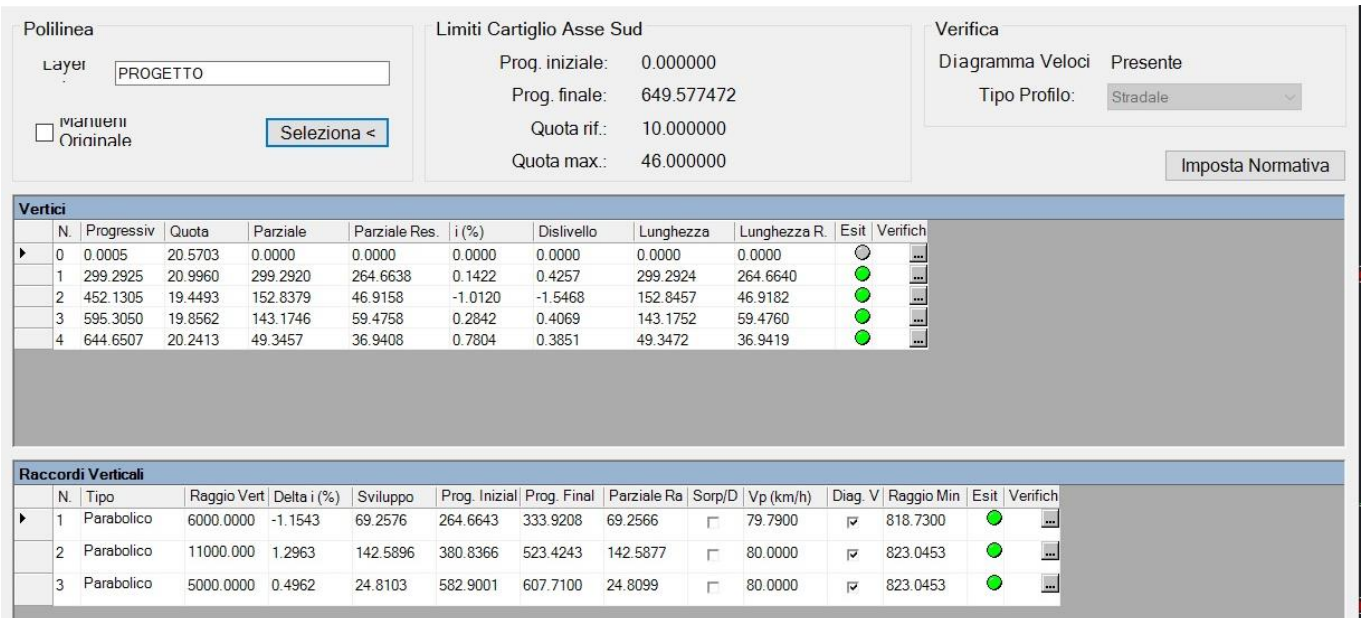 Polilinea
Layer
PROGETTO
Mantieni
Originale
Seleziona <
Limiti Cartiglio Asse Sud
Prog. iniziale: 0.000000
Prog. finale: 649.577472
Quota rif.: 10.000000
Quota max.: 46.000000
Verifica
Diagramma Veloci Presente
Tipo Profilo: Stradale
Imposta Normativa
Vertici
N. Progressiv Quota Parziale Parziale Res. i (%) Dislivello Lunghezza Lunghezza R. Esit Verifich
0 0.0005 20.5703 0.0000 0.0000 0.0000 0.0000 0.0000 0.0000 ...
1 299.2925 20.9960 299.2920 264.6638 0.1422 0.4257 299.2924 264.6640 ...
2 452.1305 19.4493 152.8379 46.9158 -1.0120 -1.5468 152.8457 46.9182 ...
3 595.3050 19.8562 143.1746 59.4758 0.2842 0.4069 143.1752 59.4760 ...
4 644.6507 20.2413 49.3457 36.9408 0.7804 0.3851 49.3472 36.9419 ...
Raccordi Verticali
N. Tipo Raggio Vert Delta i (%) Sviluppo Prog. Inizial Prog. Final Parziale Ra Sorp/D Vp (km/h) Diag. V Raggio Min Esit Verifich
1 Parabolico 6000.0000 -1.1543 69.2576 264.6643 333.9208 69.2566 79.7900 818.7300 ...
2 Parabolico 11000.000 1.2963 142.5896 380.8366 523.4243 142.5877 80.0000 823.0453 ...
3 Parabolico 5000.0000 0.4962 24.8103 582.9001 607.7100 24.8099 80.0000 823.0453 ...